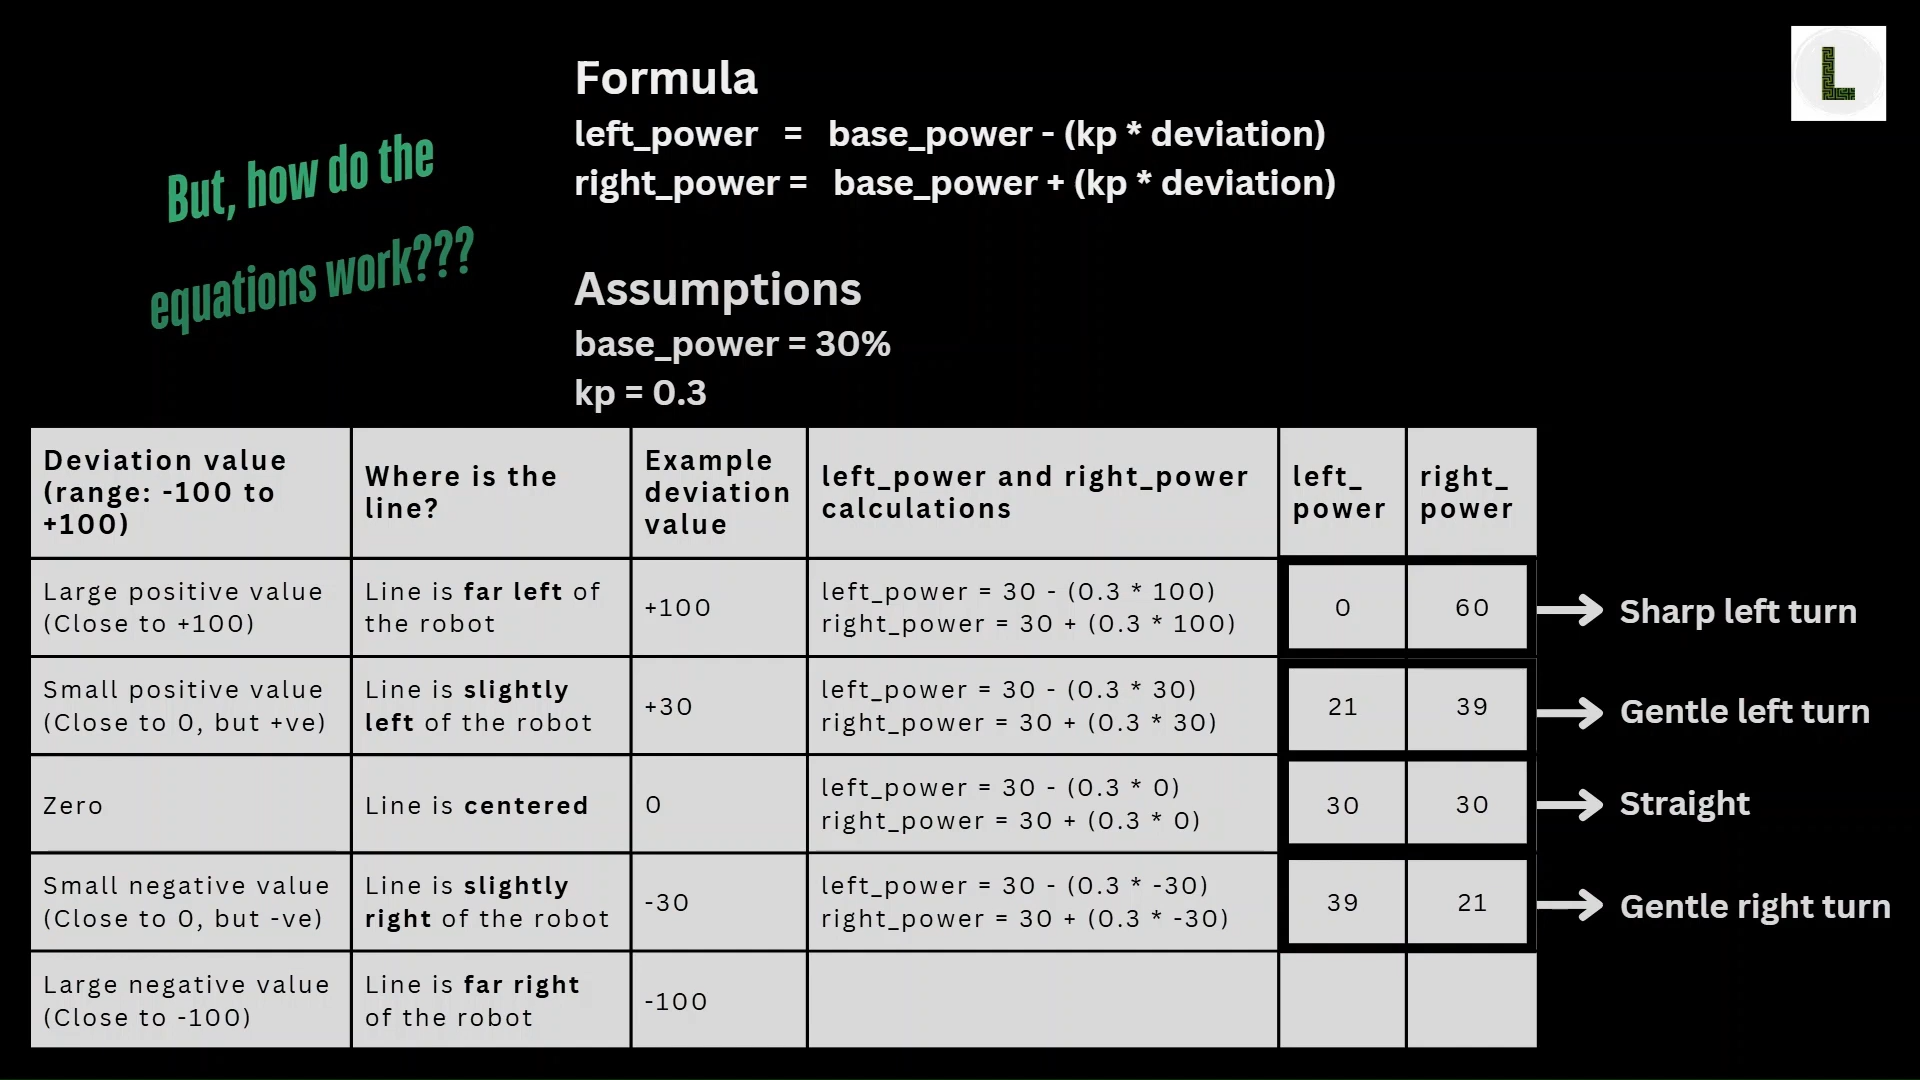 But, how do the
equations work???
Formula
left_power = base_power - (kp * deviation)
right_power = base_power + (kp * deviation)
Assumptions
base_power = 30%
kp = 0.3
L
Deviation value
(range: -100 to
+100)
Where is the
line?
Example
deviation
value
left_power and right_power
calculations
left_
power
right_
power
Large positive value
(Close to +100)
Line is far left of
the robot
+100
left_power = 30 - (0.3 * 100)
right_power = 30 + (0.3 * 100)
0
60
Sharp left turn
Small positive value
(Close to 0, but +ve)
Line is slightly
left of the robot
+30
left_power = 30 - (0.3 * 30)
right_power = 30 + (0.3 * 30)
21
39
Gentle left turn
Zero
Line is centered
0
left_power = 30 - (0.3 * 0)
right_power = 30 + (0.3 * 0)
30
30
Straight
Small negative value
(Close to 0, but -ve)
Line is slightly
right of the robot
-30
left_power = 30 - (0.3 * -30)
right_power = 30 + (0.3 * -30)
39
21
Gentle right turn
Large negative value
(Close to -100)
Line is far right
of the robot
-100